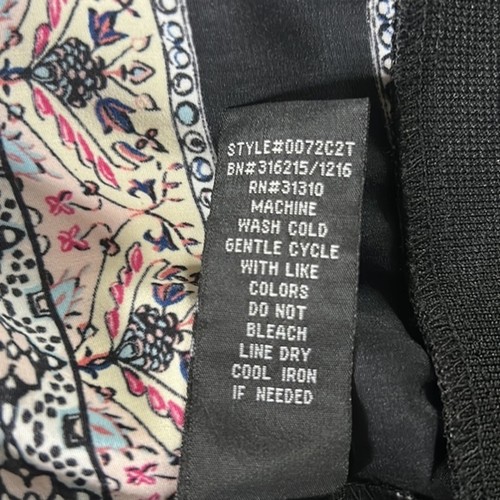 STYLE#0072C2T
BN#316215/1216
RN#31310
MACHINE
WASH COLD
GENTLE CYCLE
WITH LIKE
COLORS
DO NOT
BLEACH
LINE DRY
COOL IRON
IF NEEDED